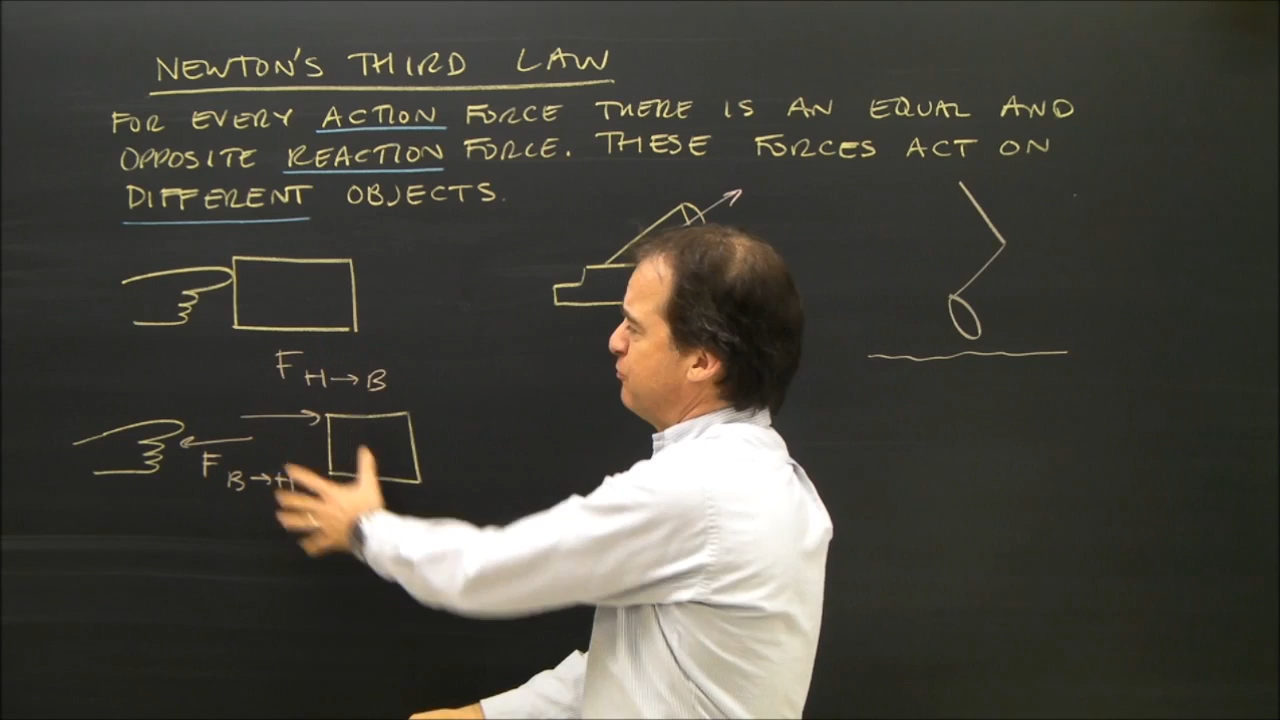 NEWTON'S THIRD LAW
FOR EVERY ACTION FORCE THERE IS AN EQUAL AND
OPPOSITE REACTION FORCE. THESE FORCES ACT ON
DIFFERENT OBJECTS.
F H→B
F B→H